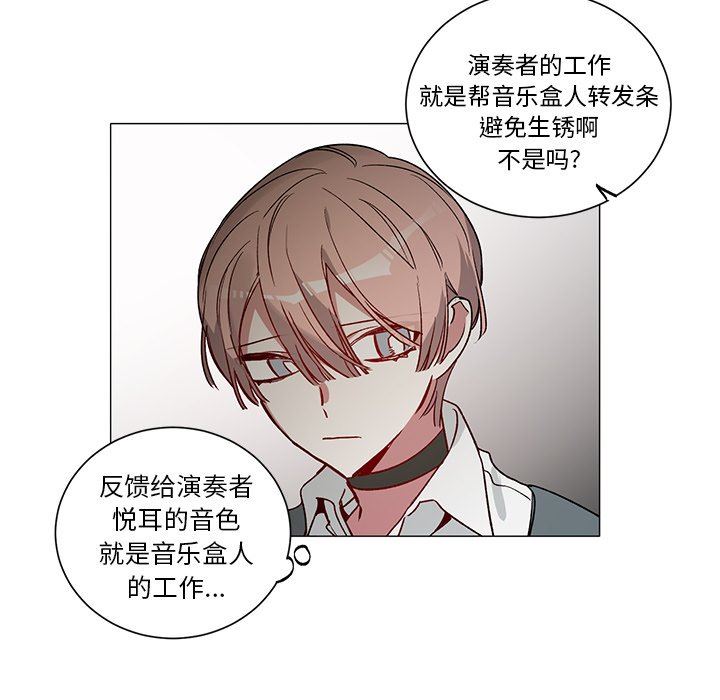 演奏者的工作
就是帮音乐盒人转发条
避免生锈啊
不是吗?
反馈给演奏者
悦耳的音色
就是音乐盒人
的工作...